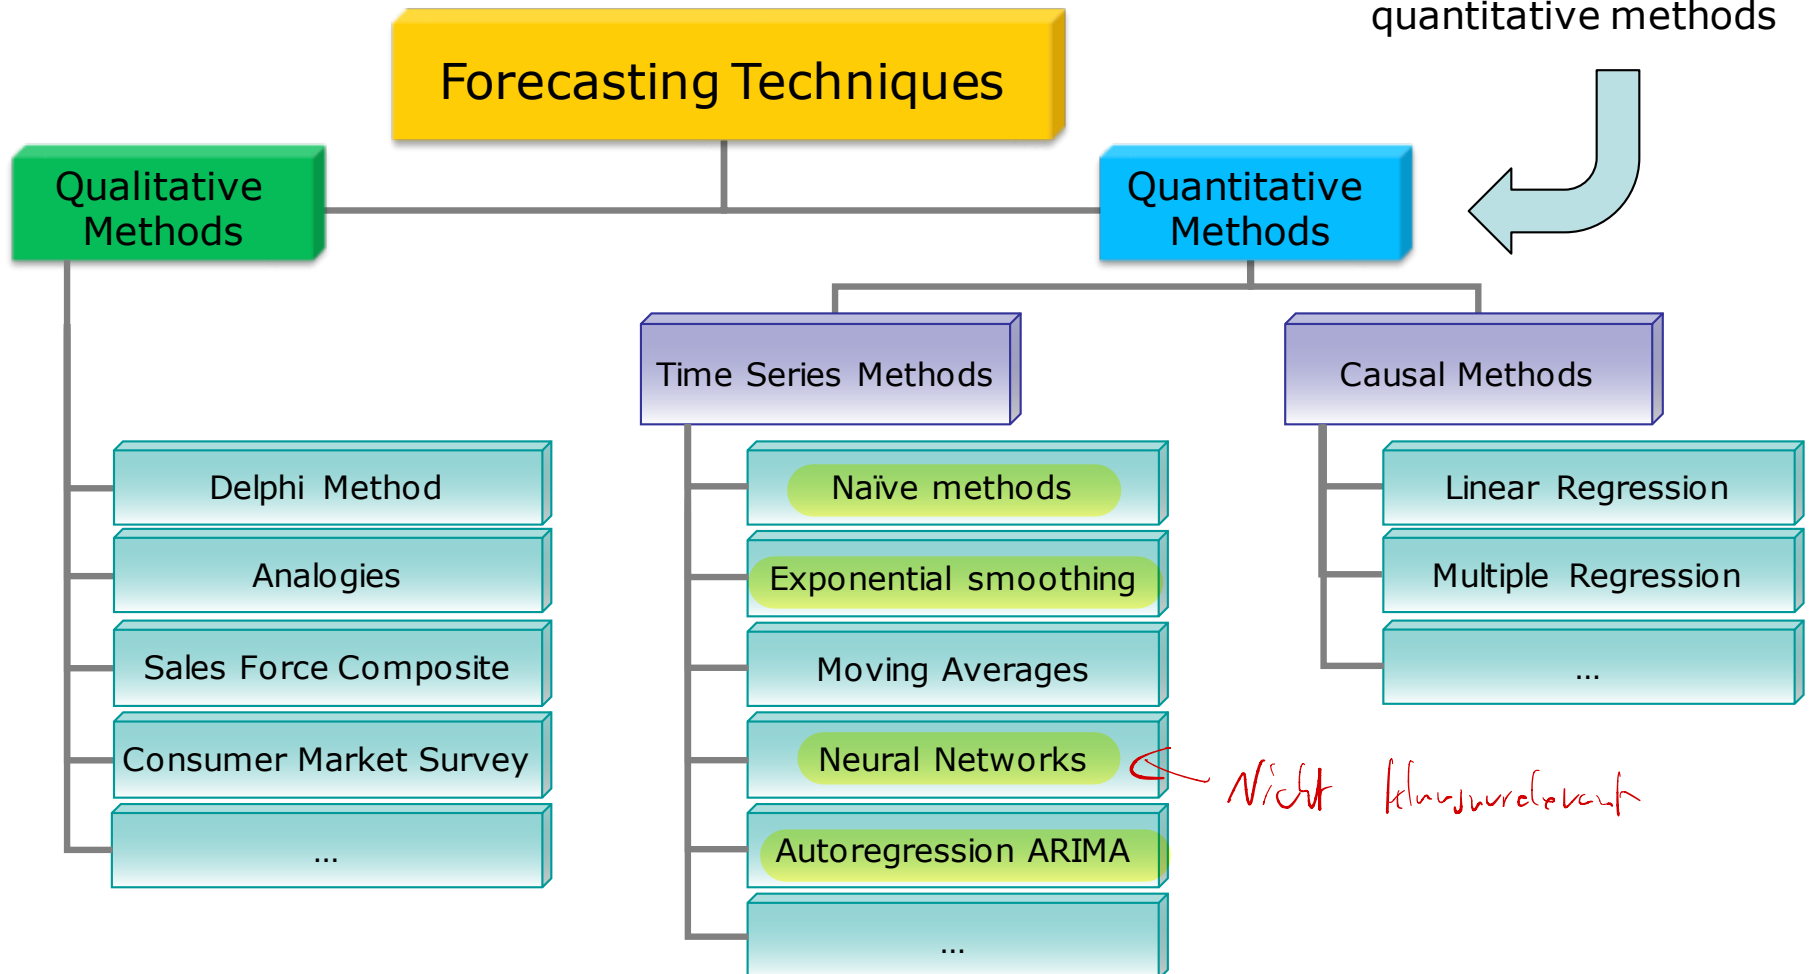 quantitative methods
Forecasting Techniques
Qualitative
Methods
Quantitative
Methods
Time Series Methods
Causal Methods
Delphi Method
Analogies
Sales Force Composite
Consumer Market Survey
...
Naïve methods
Exponential smoothing
Moving Averages
Neural Networks
Nicht
Autoregression ARIMA
...
Linear Regression
Multiple Regression
...